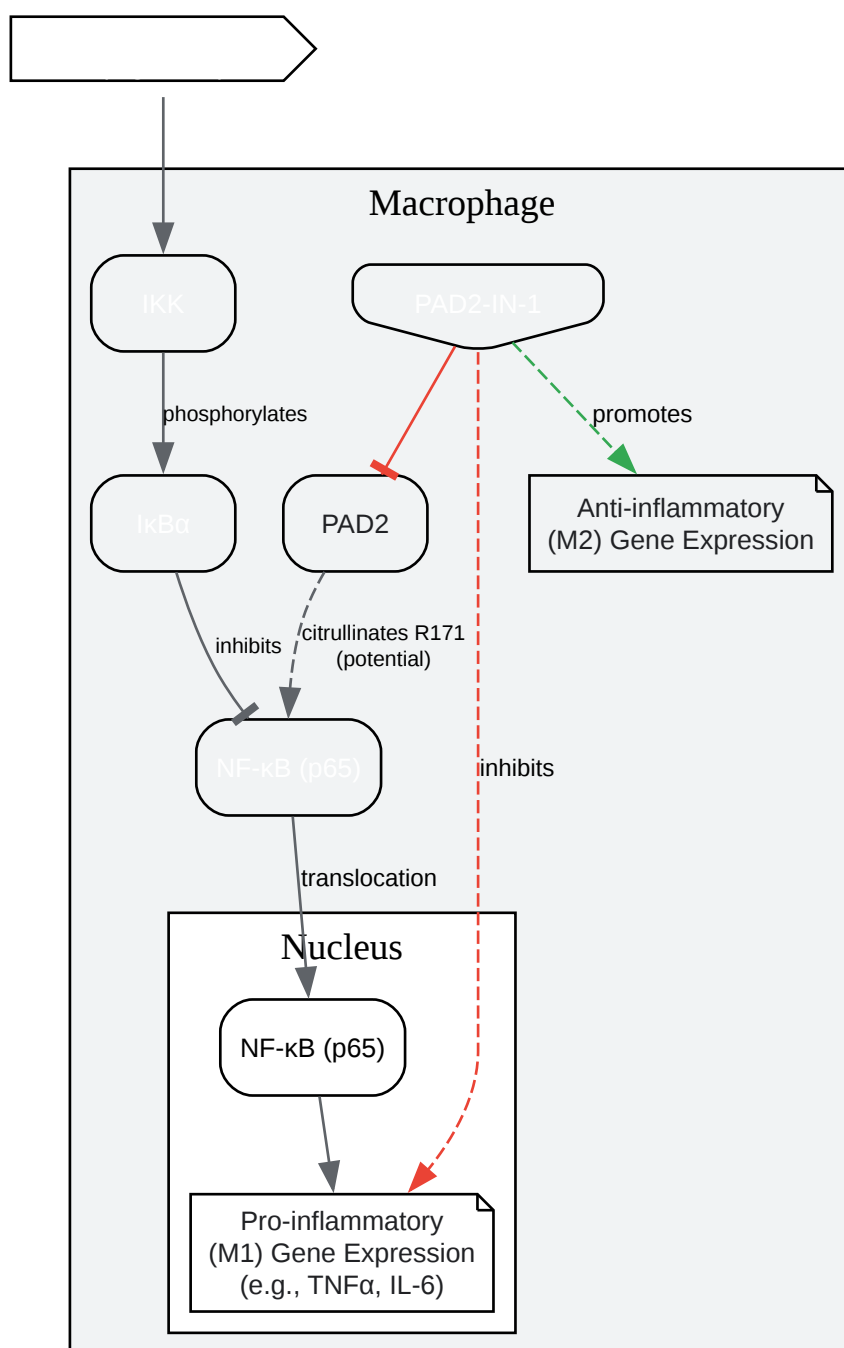 Macrophage
IKK
PAD2-IN-1
phosphorylates
promotes
IκBα
PAD2
Anti-inflammatory
(M2) Gene Expression
inhibits
citrullinates R171
(potential)
NF-κB (p65)
inhibits
translocation
Nucleus
NF-κB (p65)
Pro-inflammatory
(M1) Gene Expression
(e.g., TNFα, IL-6)